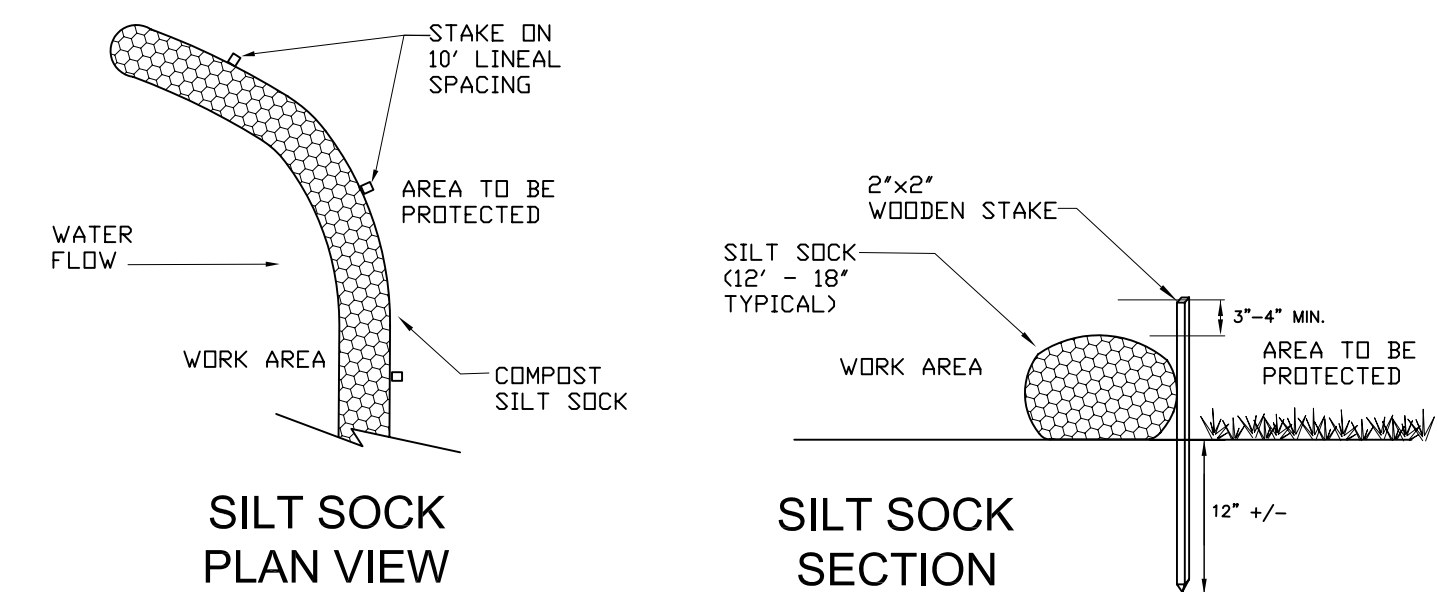 STAKE ON
10' LINEAL
SPACING
AREA TO BE
PROTECTED
WATER
FLOW
WORK AREA
COMPOST
SILT SOCK
SILT SOCK
PLAN VIEW
2"x2"
WOODEN STAKE
SILT SOCK
(12' - 18"
TYPICAL)
3"-4" MIN.
WORK AREA
AREA TO BE
PROTECTED
12" +/-
SILT SOCK
SECTION